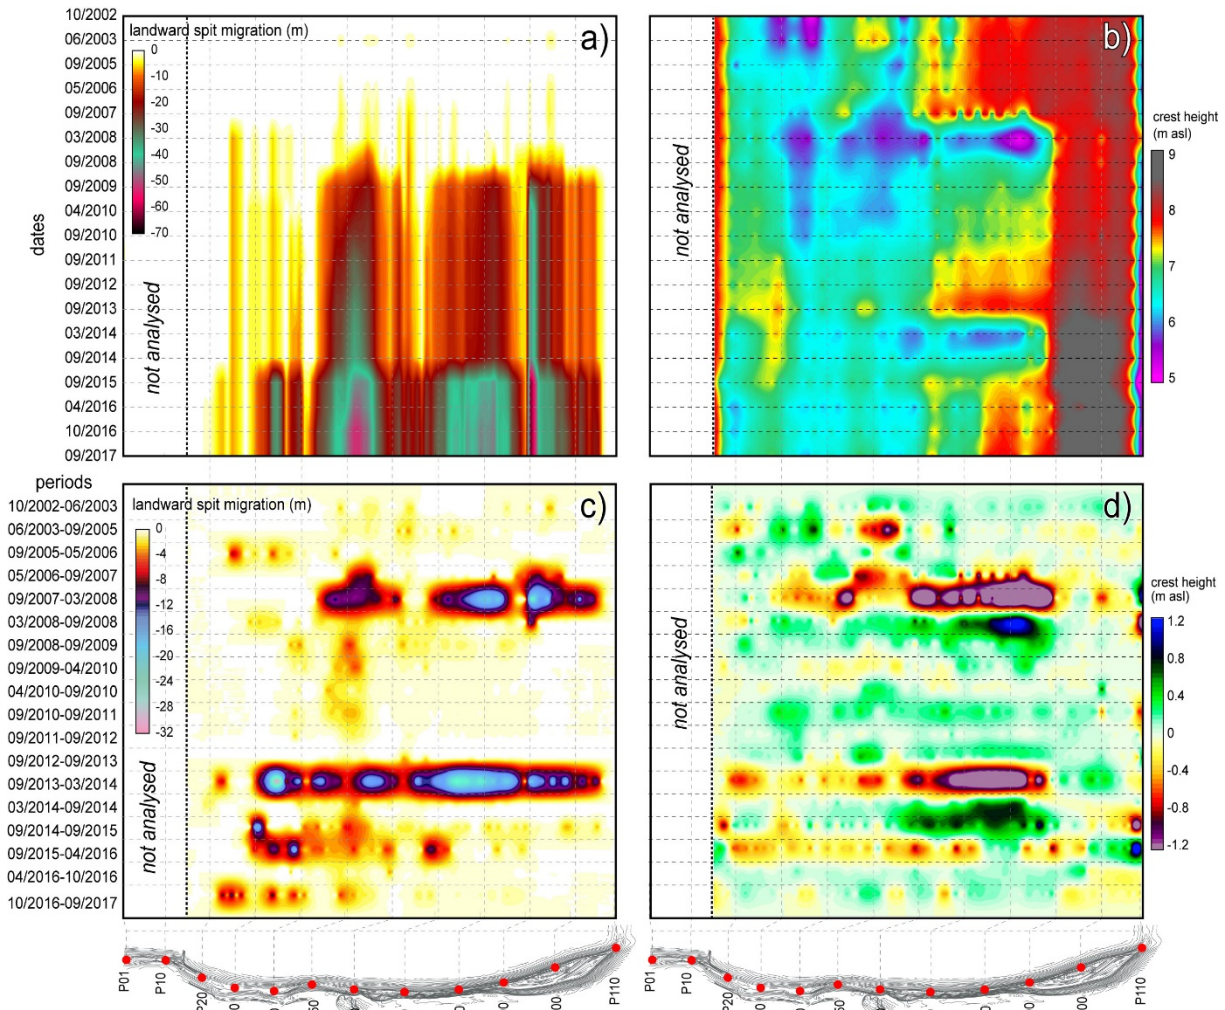 10/2002
06/2003
09/2005
05/2006
09/2007
03/2008
09/2008
09/2009
04/2010
09/2010
09/2011
09/2012
09/2013
03/2014
09/2014
09/2015
04/2016
10/2016
09/2017
dates
landward spit migration (m)
0
-10
-20
-30
-40
-50
-60
-70
a)
not analysed
b)
not analysed
crest height
(m asl)
9
8
7
6
5
periods
10/2002-06/2003
06/2003-09/2005
09/2005-05/2006
05/2006-09/2007
09/2007-03/2008
03/2008-09/2008
09/2008-09/2009
09/2009-04/2010
04/2010-09/2010
09/2010-09/2011
09/2011-09/2012
09/2012-09/2013
09/2013-03/2014
03/2014-09/2014
09/2014-09/2015
09/2015-04/2016
04/2016-10/2016
10/2016-09/2017
landward spit migration (m)
0
-4
-8
-12
-16
-20
-24
-28
-32
c)
not analysed
d)
not analysed
crest height
(m asl)
1.2
0.8
0.4
0
-0.4
-0.8
-1.2
P01
P10
P20
P110
P01
P10
P20
P110